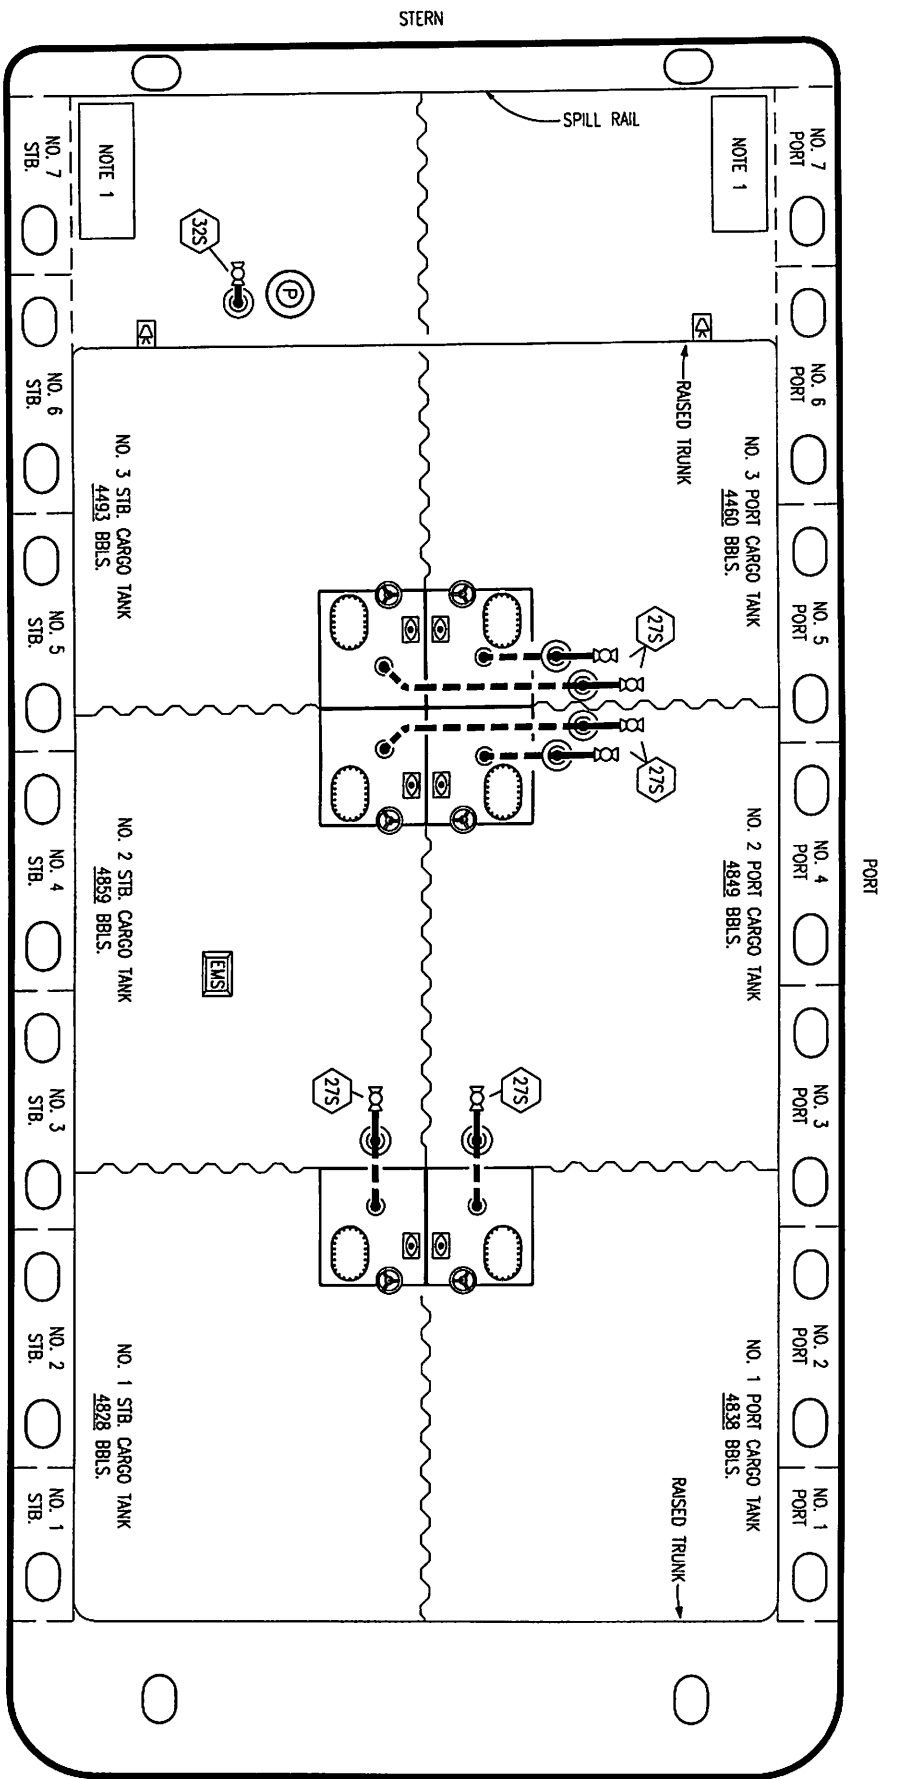 STERN
SPILL RAIL
NO. 7
STB.
NOTE 1
NOTE 1
NO. 7
PORT
32S
P
NO. 6
STB.
NO. 6
PORT
RAISED TRUNK
NO. 3 STB. CARGO TANK
4493 BBLS.
NO. 3 PORT CARGO TANK
4460 BBLS.
NO. 5
STB.
27S
NO. 5
PORT
27S
NO. 4
STB.
NO. 2 STB. CARGO TANK
4859 BBLS.
NO. 2 PORT CARGO TANK
4849 BBLS.
NO. 4
PORT
PORT
EMS
NO. 3
STB.
27S
27S
NO. 3
PORT
NO. 2
STB.
NO. 1 STB. CARGO TANK
4828 BBLS.
NO. 1 PORT CARGO TANK
4838 BBLS.
NO. 2
PORT
NO. 1
STB.
RAISED TRUNK
NO. 1
PORT